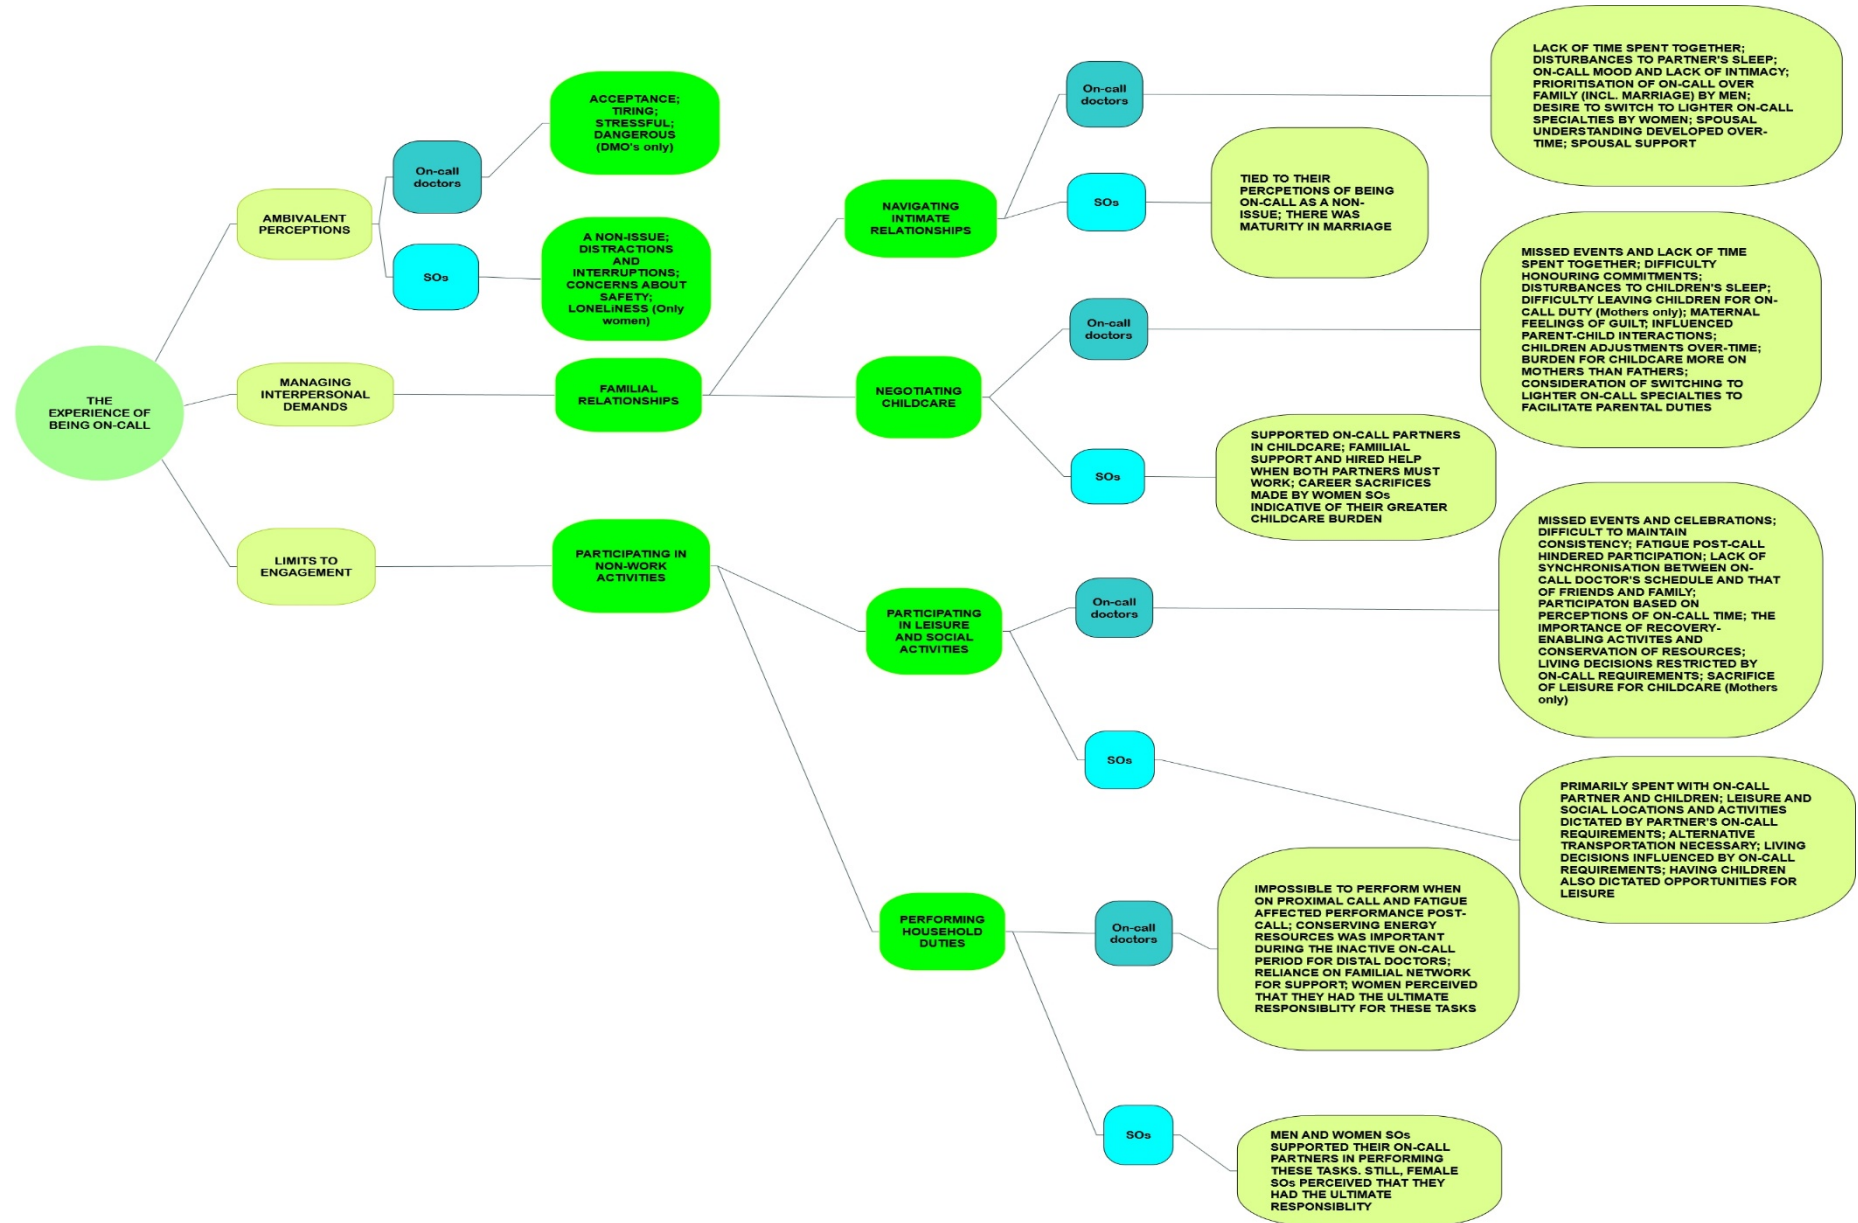 THE
EXPERIENCE OF
BEING ON-CALL
AMBIVALENT
PERCEPTIONS
On-call
doctors
ACCEPTANCE;
TIRING;
STRESSFUL;
DANGEROUS
(DMO's only)
SOs
A NON-ISSUE;
DISTRACTIONS
AND
INTERRUPTIONS;
CONCERNS ABOUT
SAFETY;
LONELINESS (Only
women)
MANAGING
INTERPERSONAL
DEMANDS
FAMILIAL
RELATIONSHIPS
NAVIGATING
INTIMATE
RELATIONSHIPS
On-call
doctors
LACK OF TIME SPENT TOGETHER;
DISTURBANCES TO PARTNER'S SLEEP;
ON-CALL MOOD AND LACK OF INTIMACY;
PRIORITISATION OF ON-CALL OVER
FAMILY (INCL. MARRIAGE) BY MEN;
DESIRE TO SWITCH TO LIGHTER ON-CALL
SPECIALTIES BY WOMEN; SPOUSAL
UNDERSTANDING DEVELOPED OVER-
TIME; SPOUSAL SUPPORT
SOs
TIED TO THEIR
PERCPETIONS OF BEING
ON-CALL AS A NON-
ISSUE; THERE WAS
MATURITY IN MARRIAGE
NEGOTIATING
CHILDCARE
On-call
doctors
MISSED EVENTS AND LACK OF TIME
SPENT TOGETHER; DIFFICULTY
HONOURING COMMITMENTS;
DISTURBANCES TO CHILDREN'S SLEEP;
DIFFICULTY LEAVING CHILDREN FOR ON-
CALL DUTY (Mothers only); MATERNAL
FEELINGS OF GUILT; INFLUENCED
PARENT-CHILD INTERACTIONS;
CHILDREN ADJUSTMENTS OVER-TIME;
BURDEN FOR CHILDCARE MORE ON
MOTHERS THAN FATHERS;
CONSIDERATION OF SWITCHING TO
LIGHTER ON-CALL SPECIALTIES TO
FACILITATE PARENTAL DUTIES
SOs
SUPPORTED ON-CALL PARTNERS
IN CHILDCARE; FAMIILIAL
SUPPORT AND HIRED HELP
WHEN BOTH PARTNERS MUST
WORK; CAREER SACRIFICES
MADE BY WOMEN SOs
INDICATIVE OF THEIR GREATER
CHILDCARE BURDEN
LIMITS TO
ENGAGEMENT
PARTICIPATING IN
NON-WORK
ACTIVITIES
PARTICIPATING
IN LEISURE
AND SOCIAL
ACTIVITIES
On-call
doctors
MISSED EVENTS AND CELEBRATIONS;
DIFFICULT TO MAINTAIN
CONSISTENCY; FATIGUE POST-CALL
HINDERED PARTICIPATION; LACK OF
SYNCHRONISATION BETWEEN ON-
CALL DOCTOR'S SCHEDULE AND THAT
OF FRIENDS AND FAMILY;
PARTICIPATON BASED ON
PERCEPTIONS OF ON-CALL TIME; THE
IMPORTANCE OF RECOVERY-
ENABLING ACTIVITES AND
CONSERVATION OF RESOURCES;
LIVING DECISIONS RESTRICTED BY
ON-CALL REQUIREMENTS; SACRIFICE
OF LEISURE FOR CHILDCARE (Mothers
only)
SOs
PRIMARILY SPENT WITH ON-CALL
PARTNER AND CHILDREN; LEISURE AND
SOCIAL LOCATIONS AND ACTIVITIES
DICTATED BY PARTNER'S ON-CALL
REQUIREMENTS; ALTERNATIVE
TRANSPORTATION NECESSARY; LIVING
DECISIONS INFLUENCED BY ON-CALL
REQUIREMENTS; HAVING CHILDREN
ALSO DICTATED OPPORTUNITIES FOR
LEISURE
PERFORMING
HOUSEHOLD
DUTIES
On-call
doctors
IMPOSSIBLE TO PERFORM WHEN
ON PROXIMAL CALL AND FATIGUE
AFFECTED PERFORMANCE POST-
CALL; CONSERVING ENERGY
RESOURCES WAS IMPORTANT
DURING THE INACTIVE ON-CALL
PERIOD FOR DISTAL DOCTORS;
RELIANCE ON FAMILIAL NETWORK
FOR SUPPORT; WOMEN PERCEIVED
THAT THEY HAD THE ULTIMATE
RESPONSIBLITY FOR THESE TASKS
SOs
MEN AND WOMEN SOs
SUPPORTED THEIR ON-CALL
PARTNERS IN PERFORMING
THESE TASKS. STILL, FEMALE
SOs PERCEIVED THAT THEY
HAD THE ULTIMATE
RESPONSIBLITY